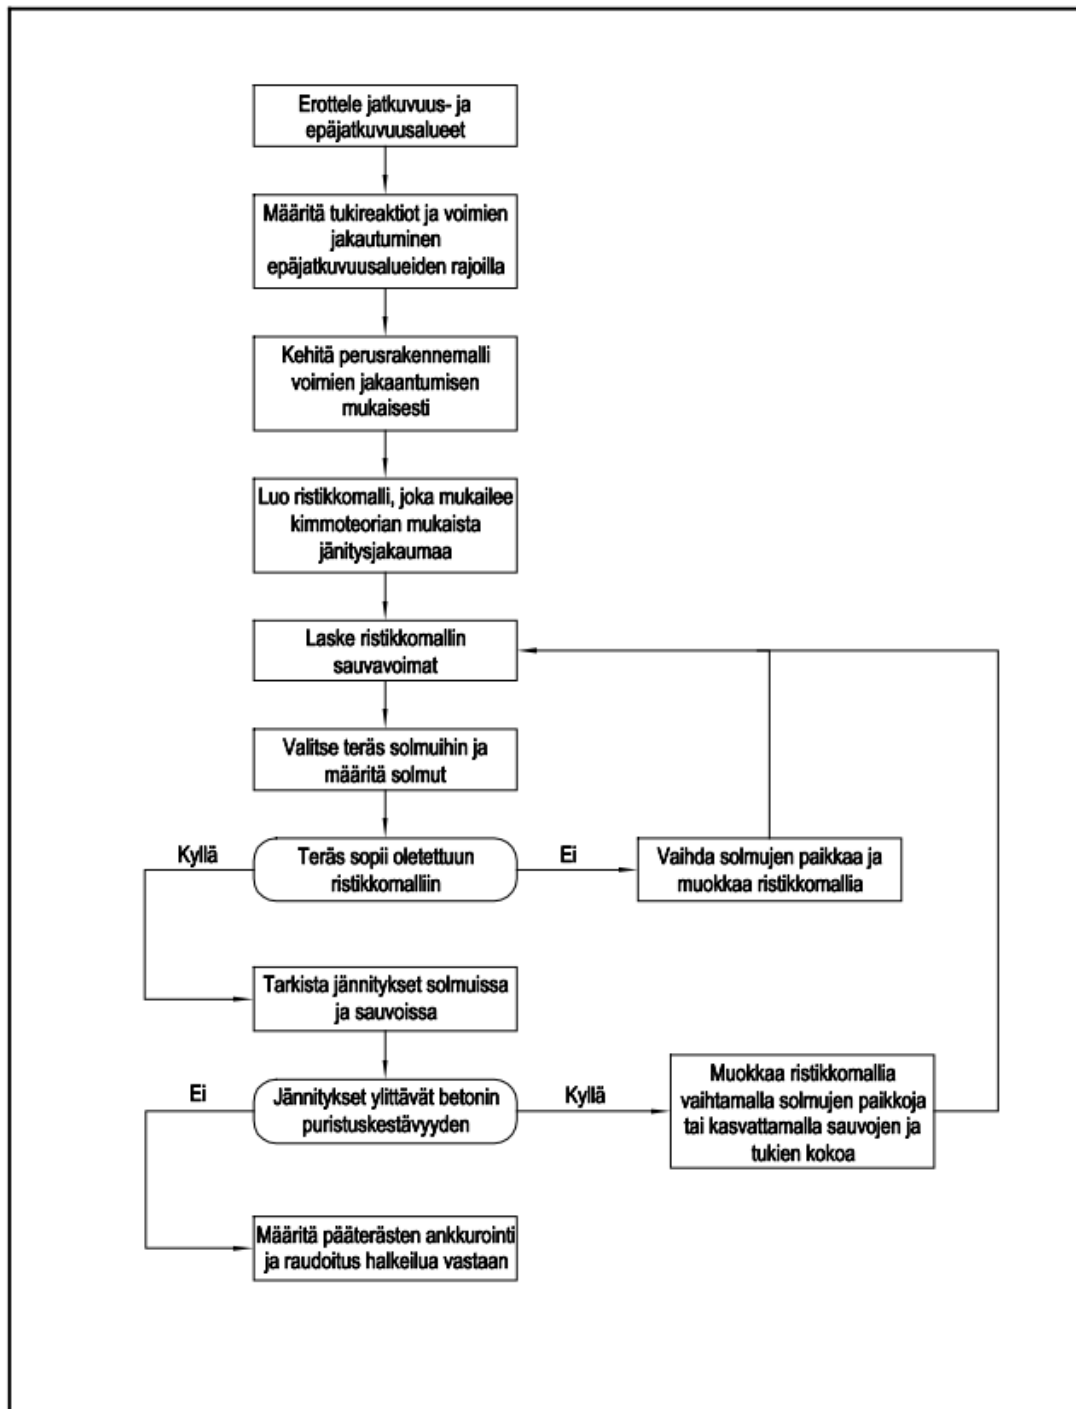 Erottele jatkuvuus- ja
epäjatkuvuusalueet
Määritä tukireaktiot ja voimien
jakautuminen
epäjatkuvuusalueiden rajoilla
Kehitä perusrakennemalli
voimien jakaantumisen
mukaisesti
Luo ristikkomalli, joka mukailee
kimmoteorian mukaista
jänitysjakaumaa
Laske ristikkomallin
sauvavoimat
Valitse teräs solmuihin ja
määritä solmut
Kyllä
Teräs sopii oletettuun
ristikkomalliin
Ei
Vaihda solmujen paikkaa ja
muokkaa ristikkomallia
Tarkista jännitykset solmuissa
ja sauvoissa
Ei
Jännitykset ylittävät betonin
puristuskestävyyden
Kyllä
Muokkaa ristikkomallia
vaihtamalla solmujen paikkoja
tai kasvattamalla sauvojen ja
tukien kokoa
Määritä pääterästen ankkurointi
ja raudoitus halkeilua vastaan